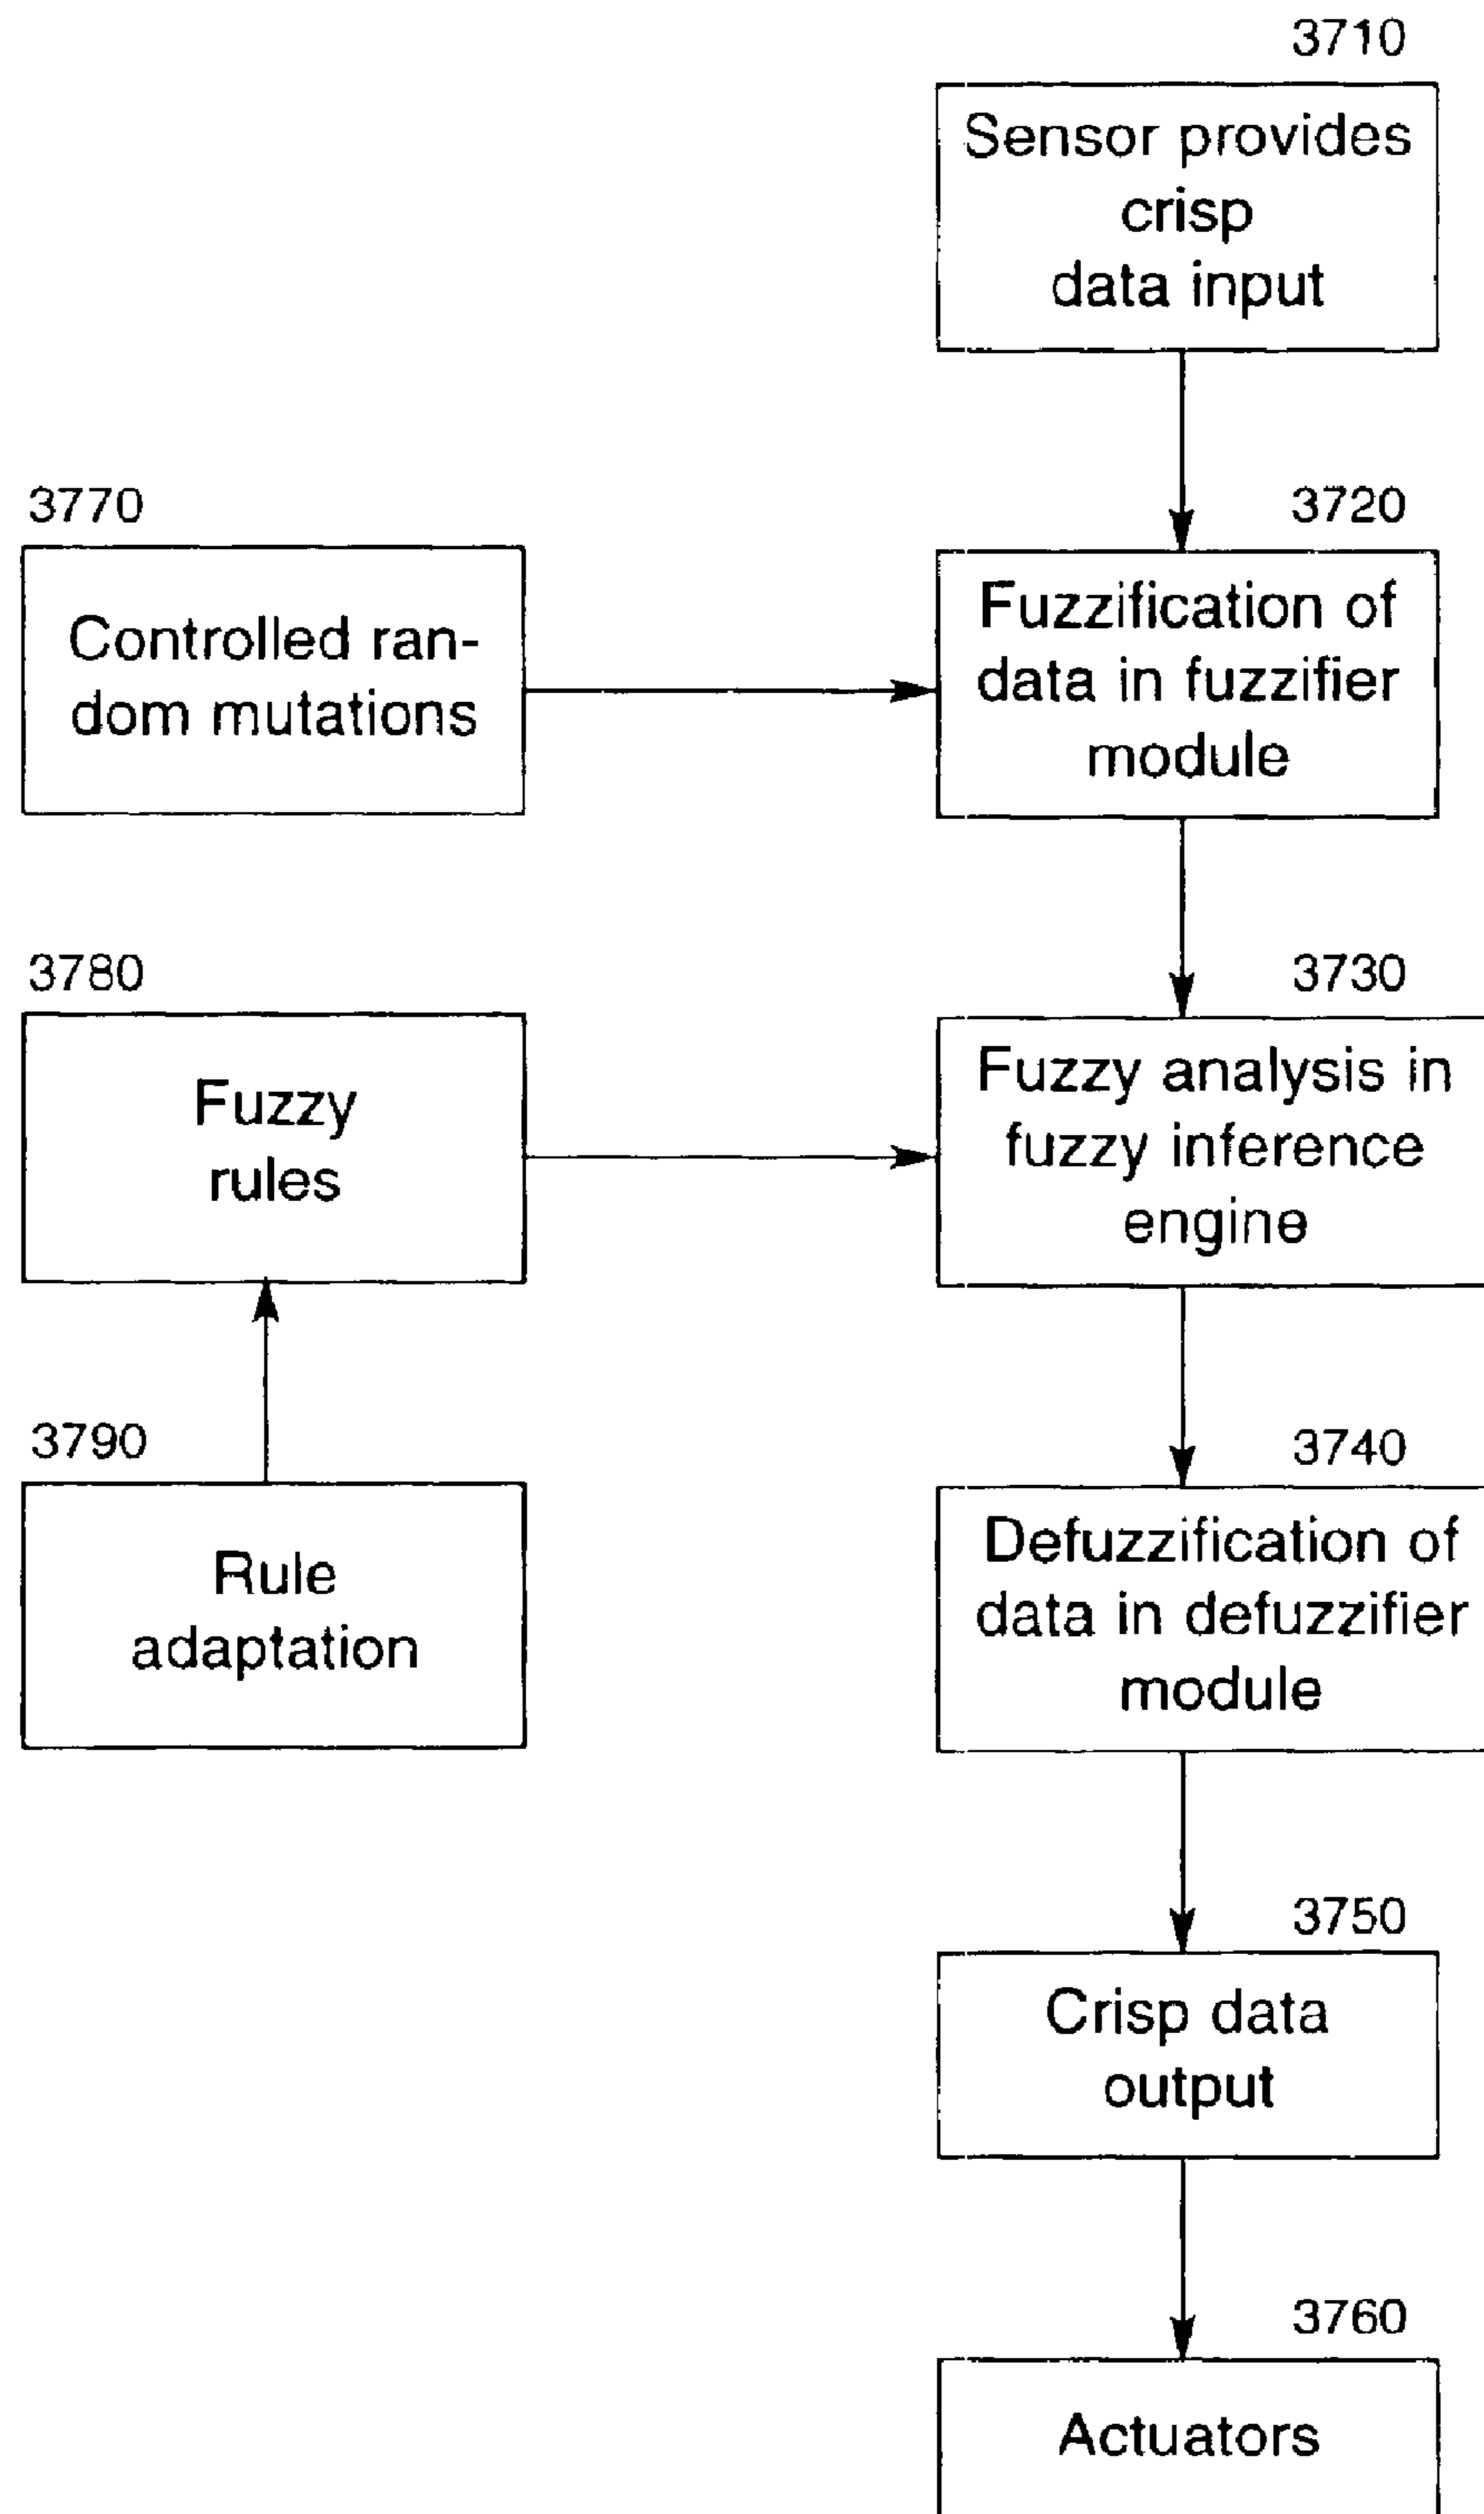 3710
Sensor provides
crisp
data input
3770
Controlled ran-
dom mutations
3720
Fuzzification of
data in fuzzifier
module
3780
Fuzzy
rules
3730
Fuzzy analysis in
fuzzy inference
engine
3790
Rule
adaptation
3740
Defuzzification of
data in defuzzifier
module
3750
Crisp data
output
3760
Actuators